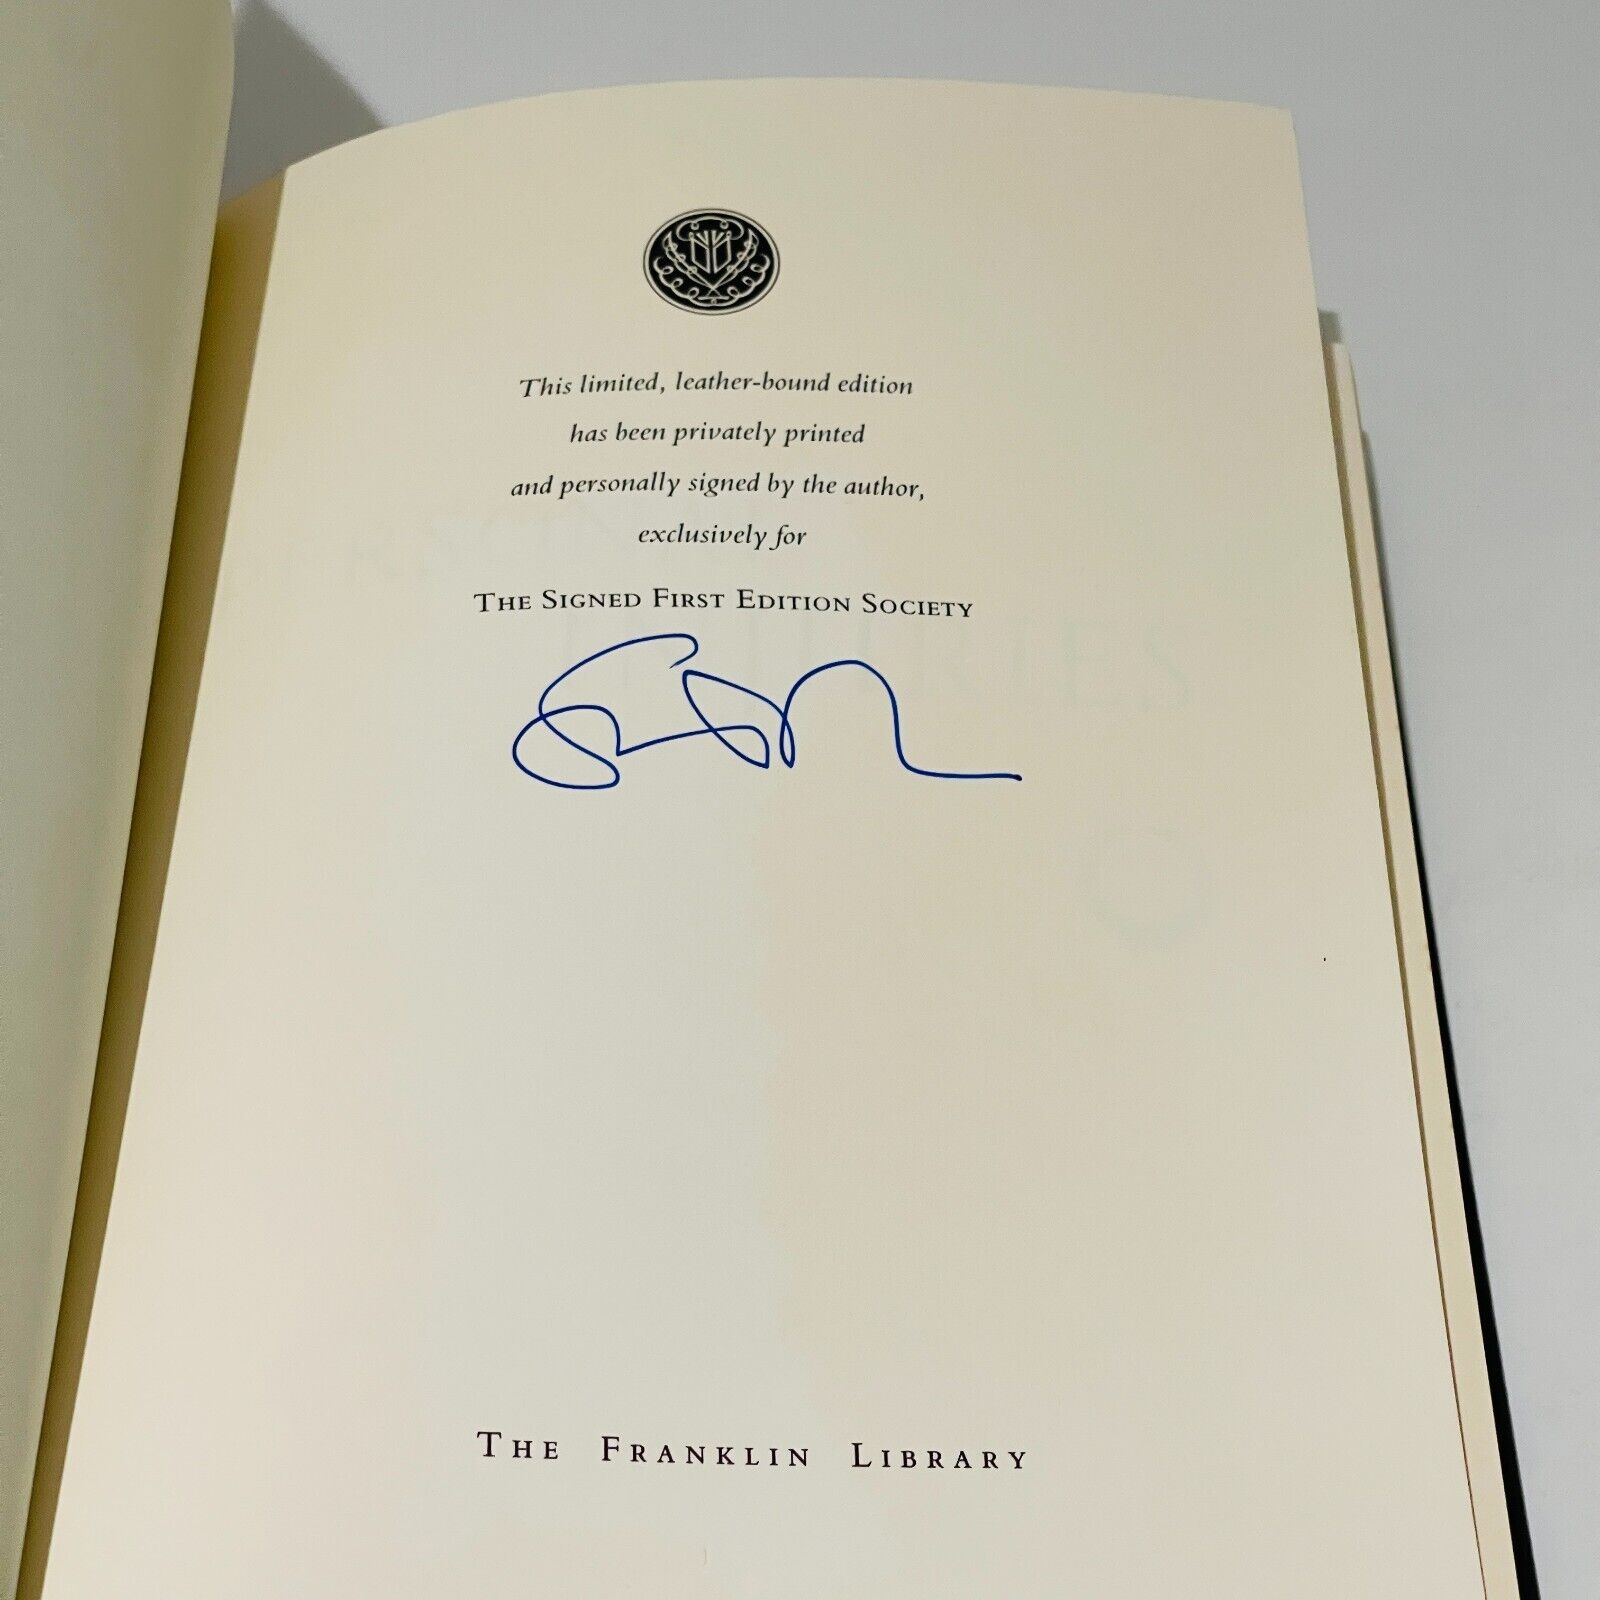 This limited, leather-bound edition
has been privately printed
and personally signed by the author,
exclusively for
THE SIGNED FIRST EDITION SOCIETY
THE FRANKLIN LIBRARY